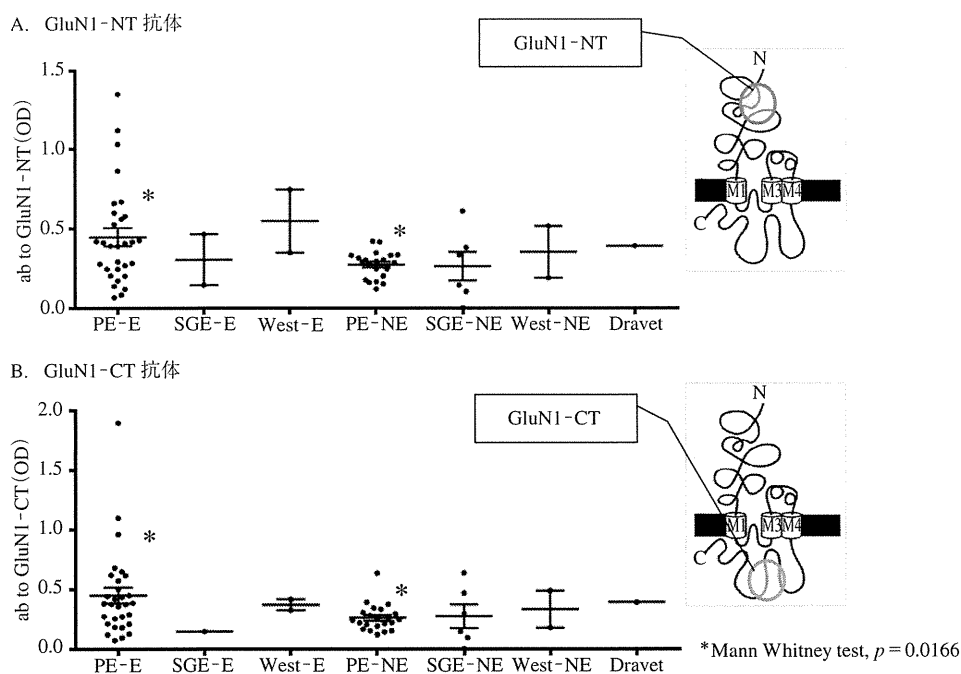 A. GluN1-NT 抗体
GluN1-NT
N
M1 M3 M4
C
ab to GluN1-NT(OD)
1.5
1.0
0.5
0.0
*
*
PE-E SGE-E West-E PE-NE SGE-NE West-NE Dravet
B. GluN1-CT 抗体
GluN1-CT
N
M1 M3 M4
C
ab to GluN1-CT(OD)
2.0
1.5
1.0
0.5
0.0
*
*
PE-E SGE-E West-E PE-NE SGE-NE West-NE Dravet
*Mann Whitney test, p = 0.0166